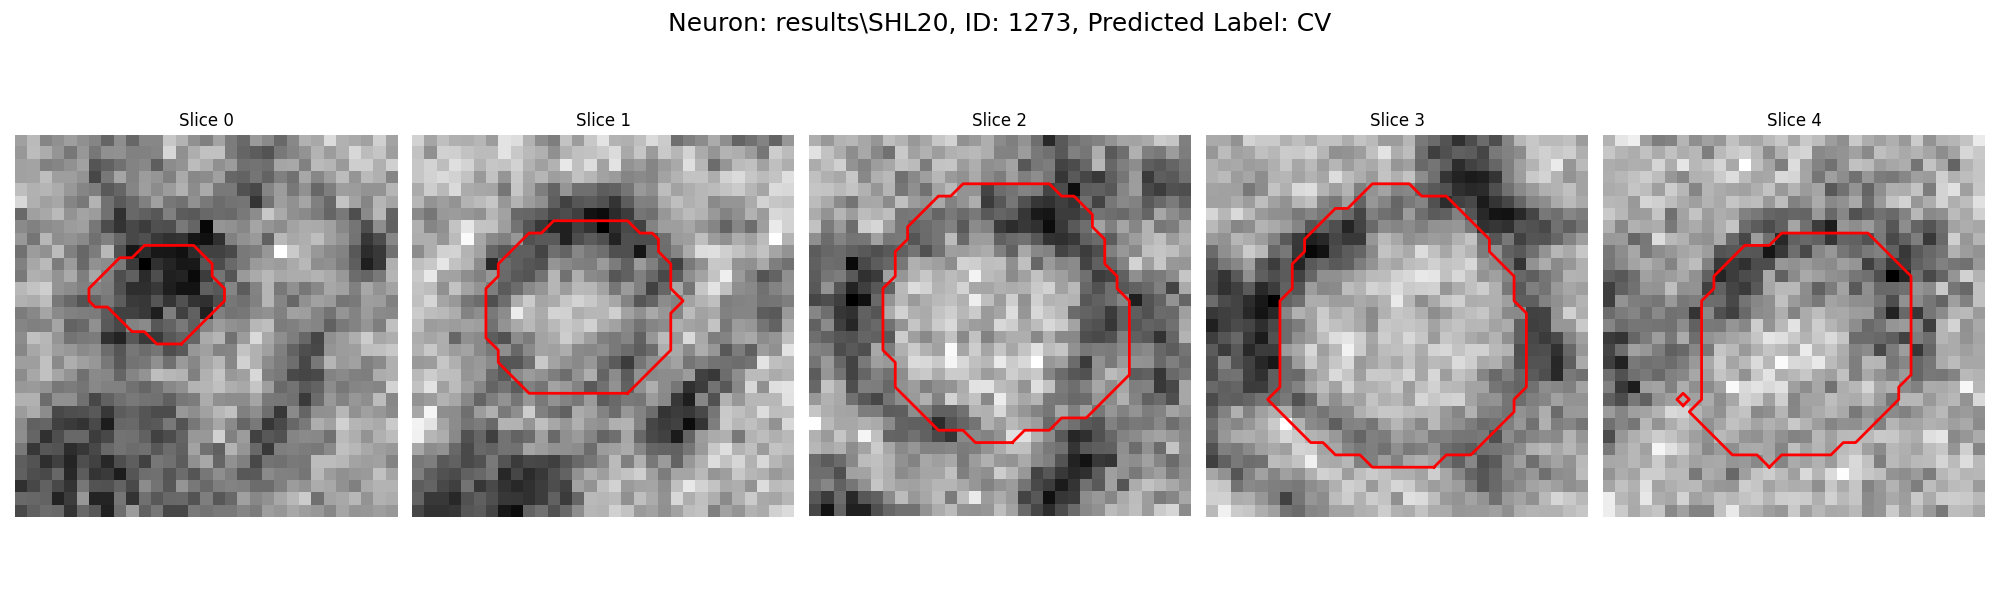 Neuron: results\SHL20, ID: 1273, Predicted Label: CV
Slice 0
Slice 1
Slice 2
Slice 3
Slice 4